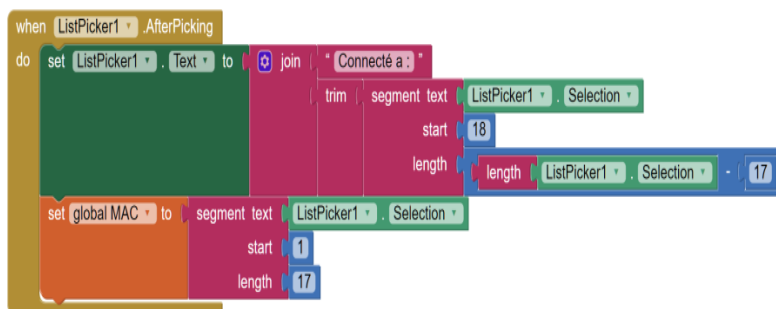 when ListPicker1 .AfterPicking
do set ListPicker1 . Text to join " Connecté a : "
trim segment text ListPicker1 . Selection
start 18
length length ListPicker1 . Selection - 17
set global MAC to segment text ListPicker1 . Selection
start 1
length 17